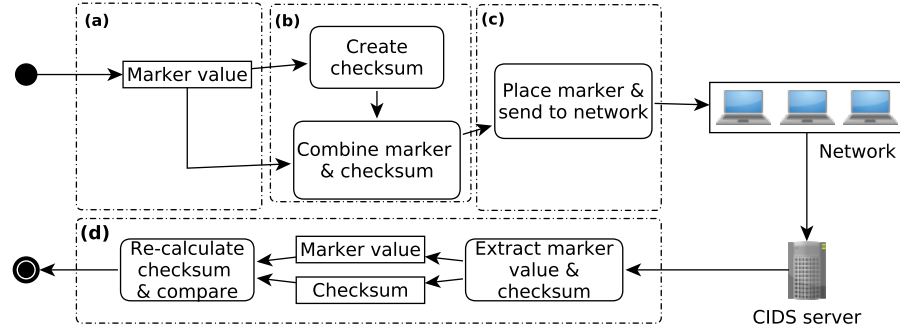 (a)
Marker value
(b)
Create
checksum
Combine marker
& checksum
(c)
Place marker &
send to network
Network
CIDS server
(d)
Extract marker
value &
checksum
Marker value
Checksum
Re-calculate
checksum
& compare